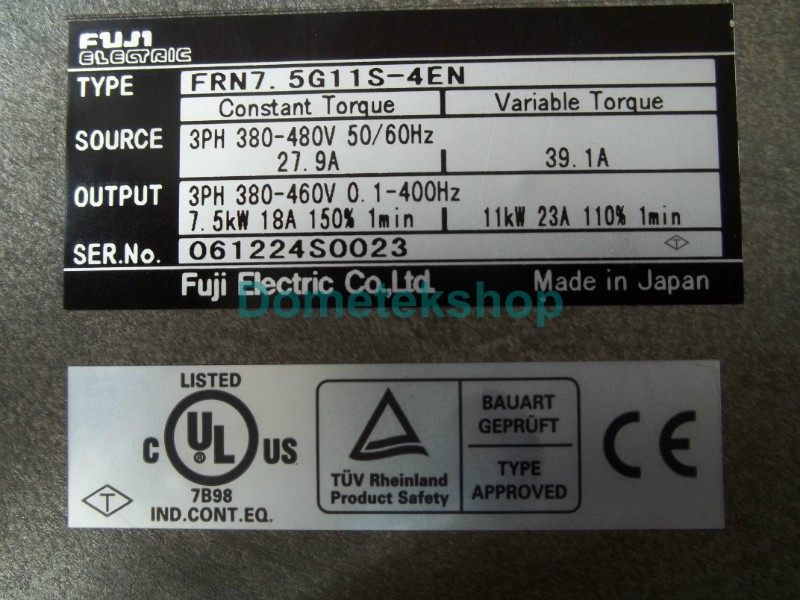 FUJI
ELECTRIC
TYPE FRN7.5G11S-4EN
Constant Torque Variable Torque
SOURCE 3PH 380-480V 50/60Hz
27.9A 39.1A
OUTPUT 3PH 380-460V 0.1-400Hz
7.5kW 18A 150% 1min 11kW 23A 110% 1min
SER.No. 061224S0023 T
Fuji Electric Co.,Ltd. Made in Japan
Dometekshop
LISTED
C UL US
®
7B98
IND.CONT.EQ.
T
TÜV Rheinland
Product Safety
BAUART
GEPRÜFT
TYPE
APPROVED
CE